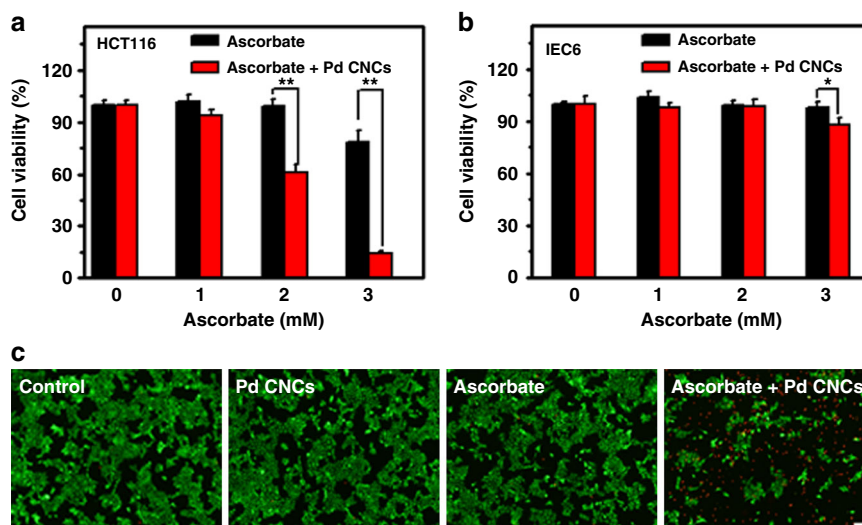 a
HCT116
Ascorbate
Ascorbate + Pd CNCs
**
**
120
90
60
30
0
Cell viability (%)
0 1 2 3
Ascorbate (mM)
b
IEC6
Ascorbate
Ascorbate + Pd CNCs
*
120
90
60
30
0
Cell viability (%)
0 1 2 3
Ascorbate (mM)
c
Control
Pd CNCs
Ascorbate
Ascorbate + Pd CNCs